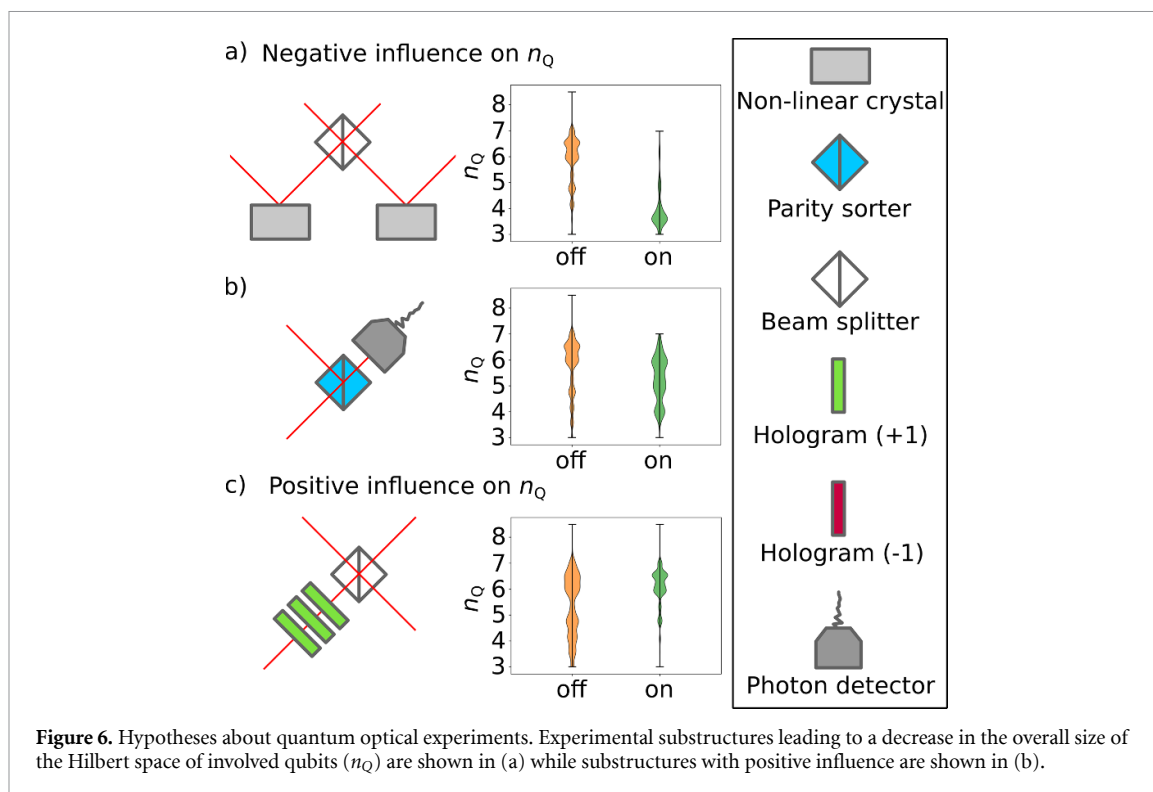 a) Negative influence on nQ
8
7
6
5
4
3
nQ
off on
b)
8
7
6
5
4
3
nQ
off on
c) Positive influence on nQ
8
7
6
5
4
3
nQ
off on
Non-linear crystal
Parity sorter
Beam splitter
Hologram (+1)
Hologram (-1)
Photon detector
Figure 6. Hypotheses about quantum optical experiments. Experimental substructures leading to a decrease in the overall size of
the Hilbert space of involved qubits (nQ) are shown in (a) while substructures with positive influence are shown in (b).